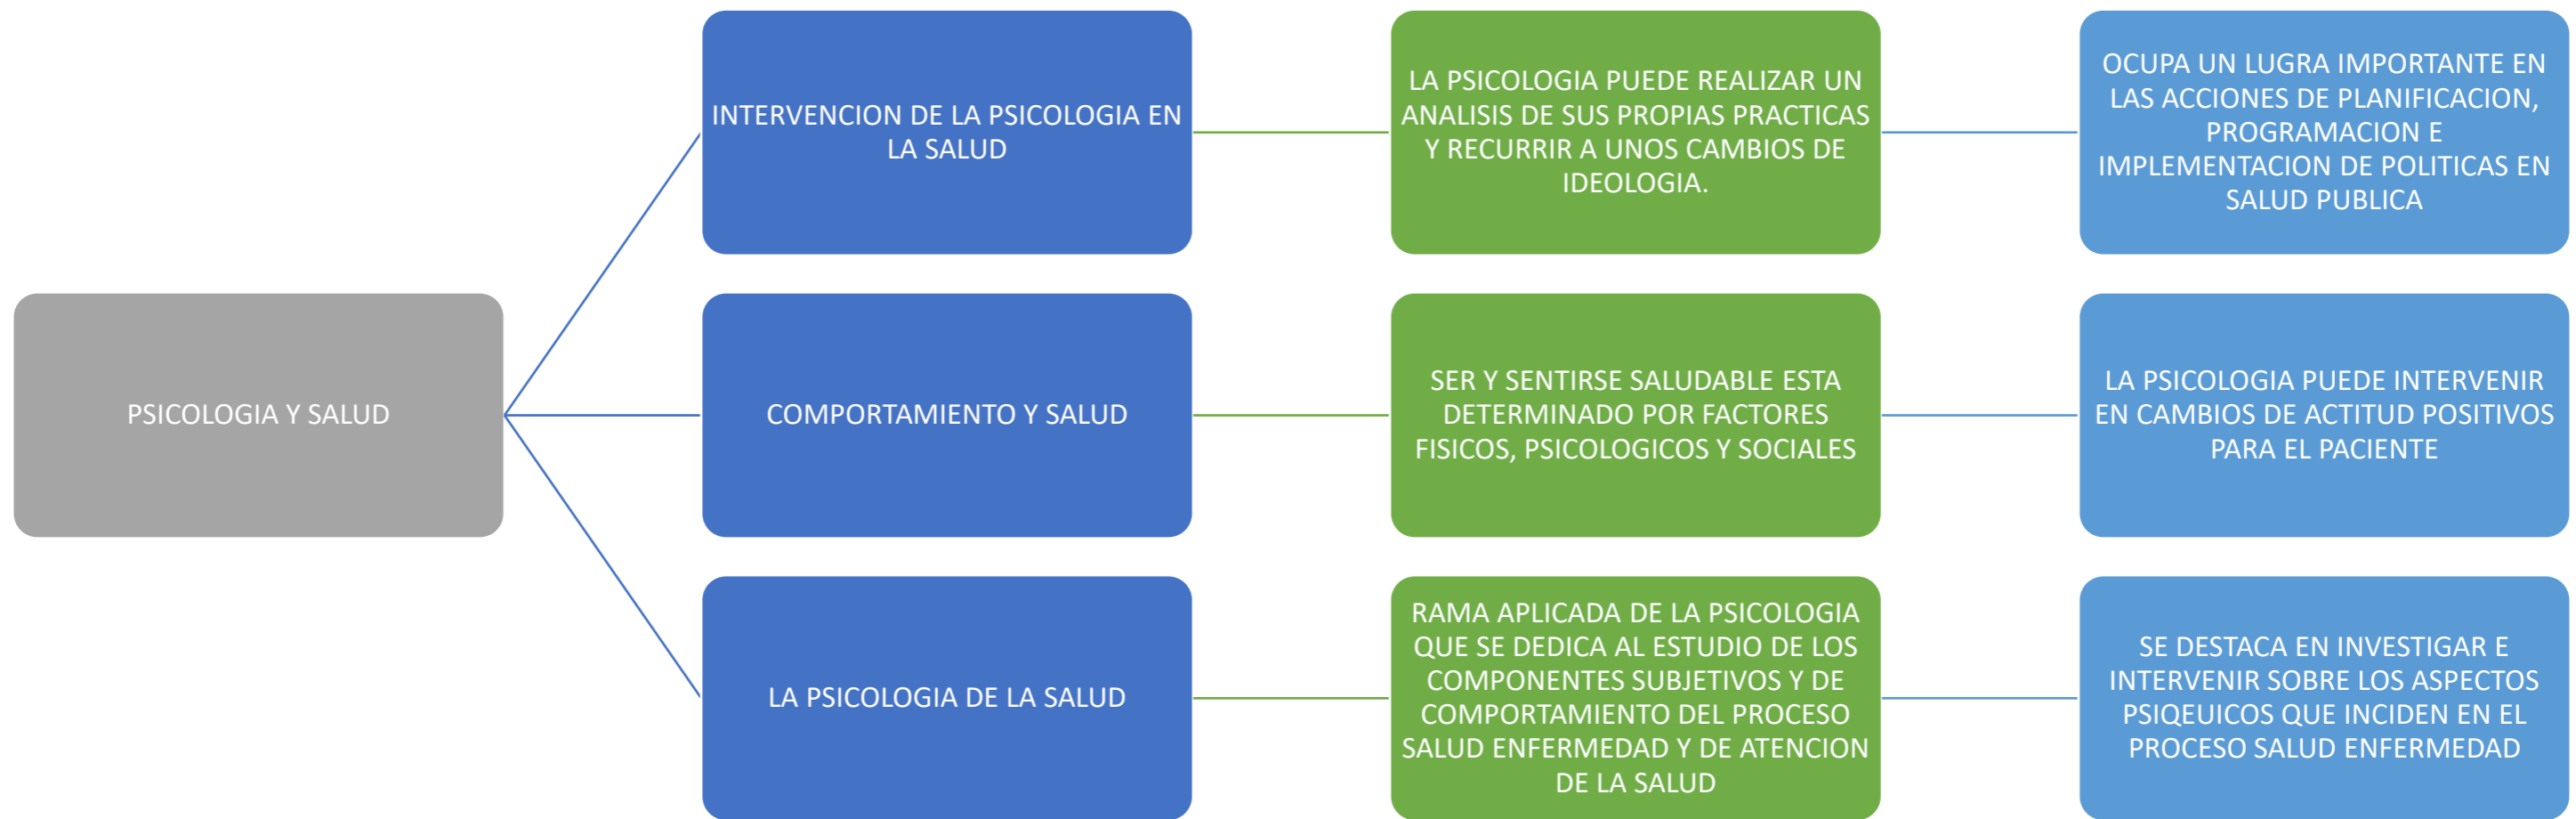 PSICOLOGIA Y SALUD
INTERVENCION DE LA PSICOLOGIA EN
LA SALUD
LA PSICOLOGIA PUEDE REALIZAR UN
ANALISIS DE SUS PROPIAS PRACTICAS
Y RECURRIR A UNOS CAMBIOS DE
IDEOLOGIA.
OCUPA UN LUGRA IMPORTANTE EN
LAS ACCIONES DE PLANIFICACION,
PROGRAMACION E
IMPLEMENTACION DE POLITICAS EN
SALUD PUBLICA
COMPORTAMIENTO Y SALUD
SER Y SENTIRSE SALUDABLE ESTA
DETERMINADO POR FACTORES
FISICOS, PSICOLOGICOS Y SOCIALES
LA PSICOLOGIA PUEDE INTERVENIR
EN CAMBIOS DE ACTITUD POSITIVOS
PARA EL PACIENTE
LA PSICOLOGIA DE LA SALUD
RAMA APLICADA DE LA PSICOLOGIA
QUE SE DEDICA AL ESTUDIO DE LOS
COMPONENTES SUBJETIVOS Y DE
COMPORTAMIENTO DEL PROCESO
SALUD ENFERMEDAD Y DE ATENCION
DE LA SALUD
SE DESTACA EN INVESTIGAR E
INTERVENIR SOBRE LOS ASPECTOS
PSIQEUICOS QUE INCIDEN EN EL
PROCESO SALUD ENFERMEDAD